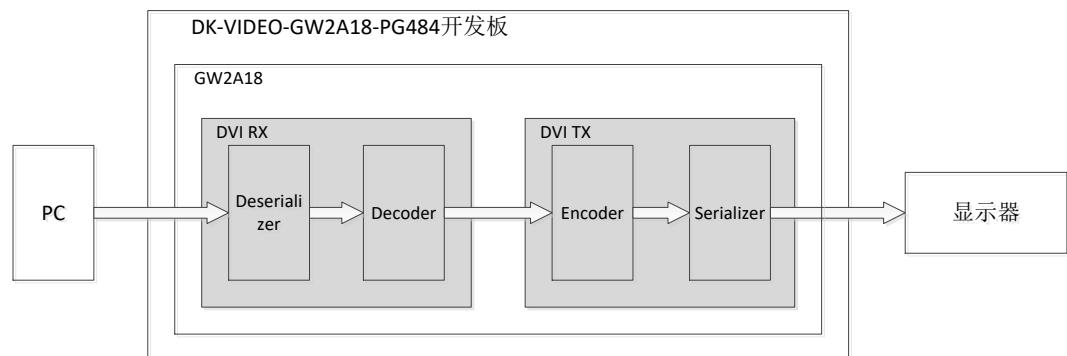 DK-VIDEO-GW2A18-PG484开发板
GW2A18
DVI RX
DVI TX
PC
Deseriali
zer
Decoder
Encoder
Serializer
显示器